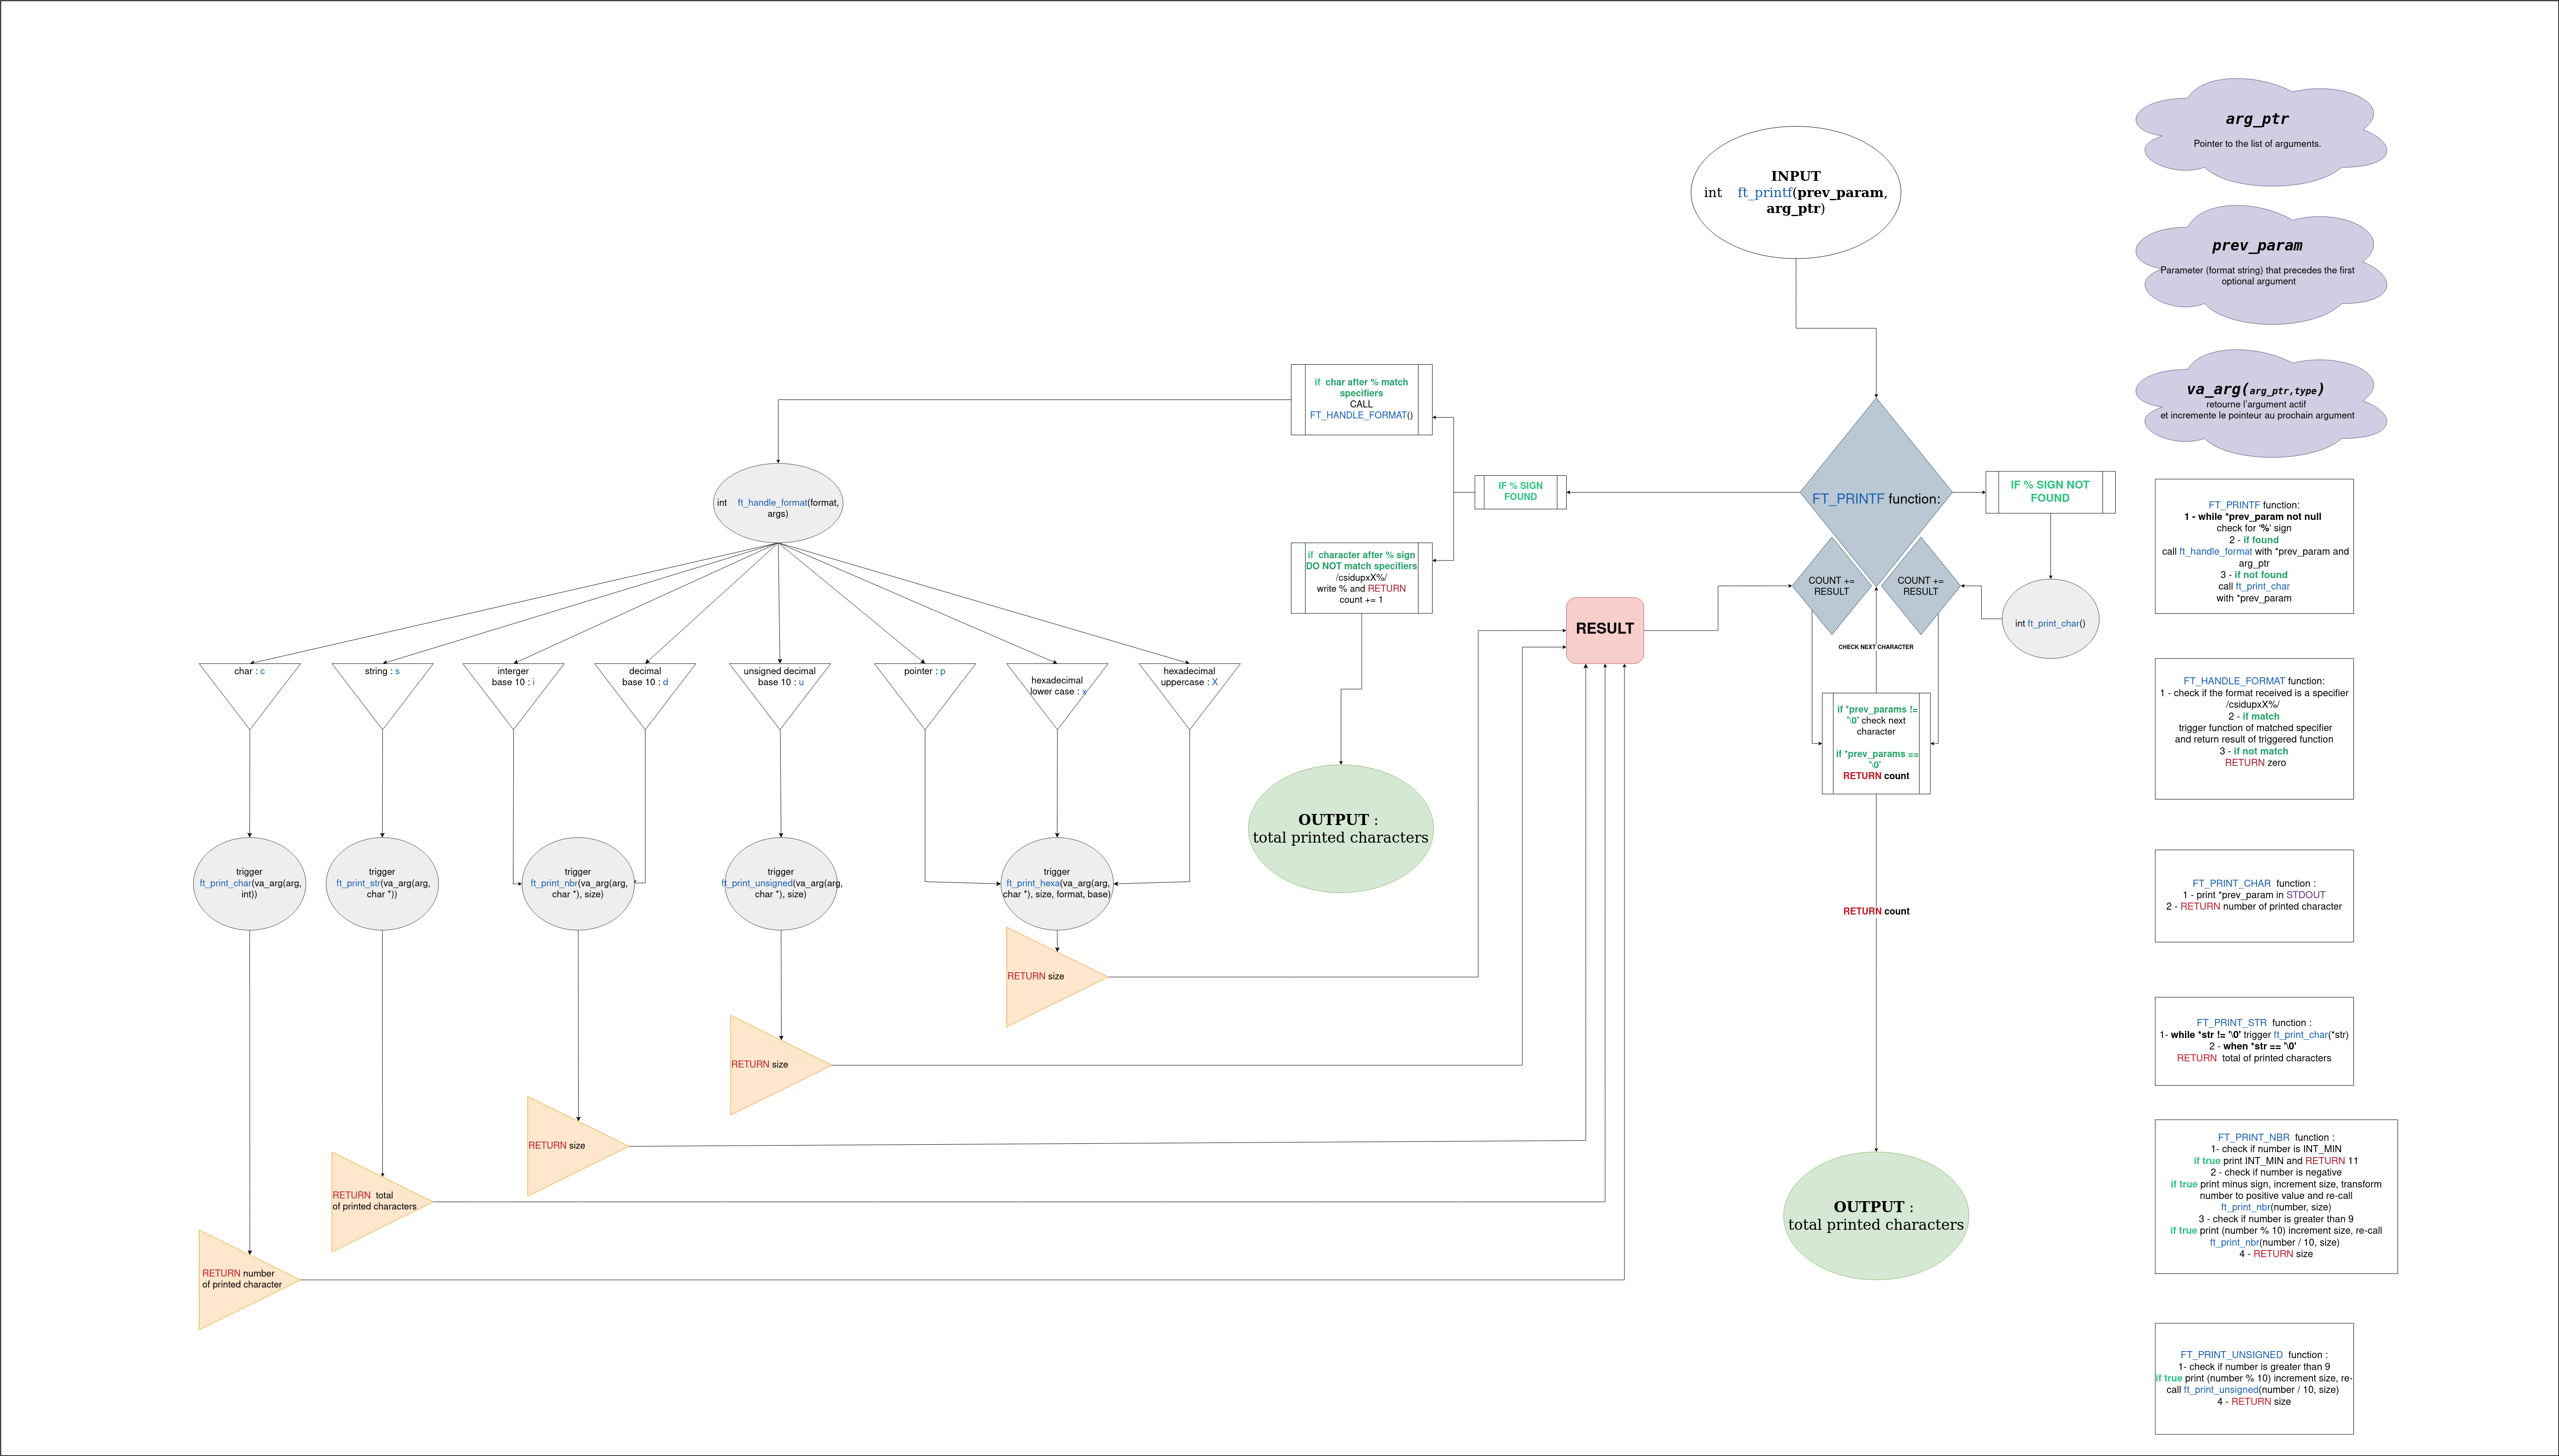 INPUT
int ft_printf(prev_param,
arg_ptr)
FT_PRINTF function:
IF % SIGN
FOUND
IF % SIGN NOT
FOUND
if char after % match
specifiers
CALL
FT_HANDLE_FORMAT()
if character after % sign
DO NOT match specifiers
/csidupxX%/
write % and RETURN
count += 1
int ft_handle_format(format,
args)
char : c
string : s
interger
base 10 : i
decimal
base 10 : d
unsigned decimal
base 10 : u
pointer : p
hexadecimal
lower case : x
hexadecimal
uppercase : X
trigger
ft_print_char(va_arg(arg,
int))
trigger
ft_print_str(va_arg(arg,
char *))
trigger
ft_print_nbr(va_arg(arg,
char *), size)
trigger
ft_print_unsigned(va_arg(arg,
char *), size)
trigger
ft_print_hexa(va_arg(arg,
char *), size, format, base)
RETURN size
RETURN size
RETURN size
RETURN total
of printed characters
RETURN number
of printed character
RESULT
OUTPUT :
total printed characters
COUNT +=
RESULT
COUNT +=
RESULT
int ft_print_char()
CHECK NEXT CHARACTER
if *prev_params !=
'\0' check next
character
if *prev_params ==
'\0'
RETURN count
RETURN count
OUTPUT :
total printed characters
arg_ptr
Pointer to the list of arguments.
prev_param
Parameter (format string) that precedes the first
optional argument
va_arg(arg_ptr,type)
retourne l'argument actif
et incremente le pointeur au prochain argument
FT_PRINTF function:
1 - while *prev_param not null
check for '%' sign
2 - if found
call ft_handle_format with *prev_param and
arg_ptr
3 - if not found
call ft_print_char
with *prev_param
FT_HANDLE_FORMAT function:
1 - check if the format received is a specifier
/csidupxX%/
2 - if match
trigger function of matched specifier
and return result of triggered function
3 - if not match
RETURN zero
FT_PRINT_CHAR function :
1 - print *prev_param in STDOUT
2 - RETURN number of printed character
FT_PRINT_STR function :
1- while *str != '\0' trigger ft_print_char(*str)
2 - when *str == '\0'
RETURN total of printed characters
FT_PRINT_NBR function :
1- check if number is INT_MIN
if true print INT_MIN and RETURN 11
2 - check if number is negative
if true print minus sign, increment size, transform
number to positive value and re-call
ft_print_nbr(number, size)
3 - check if number is greater than 9
if true print (number % 10) increment size, re-call
ft_print_nbr(number / 10, size)
4 - RETURN size
FT_PRINT_UNSIGNED function :
1- check if number is greater than 9
if true print (number % 10) increment size, re-
call ft_print_unsigned(number / 10, size)
4 - RETURN size